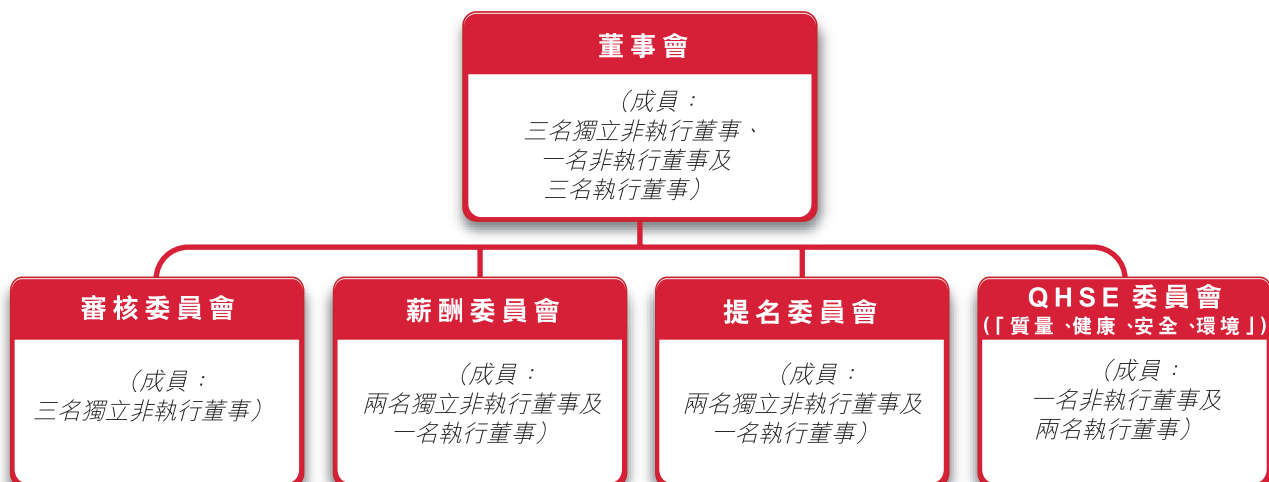 董事會
（成員：
三名獨立非執行董事、
一名非執行董事及
三名執行董事）
審核委員會
（成員：
三名獨立非執行董事）
薪酬委員會
（成員：
兩名獨立非執行董事及
一名執行董事）
提名委員會
（成員：
兩名獨立非執行董事及
一名執行董事）
QHSE 委員會
(「質量、健康、安全、環境」)
（成員：
一名非執行董事及
兩名執行董事）